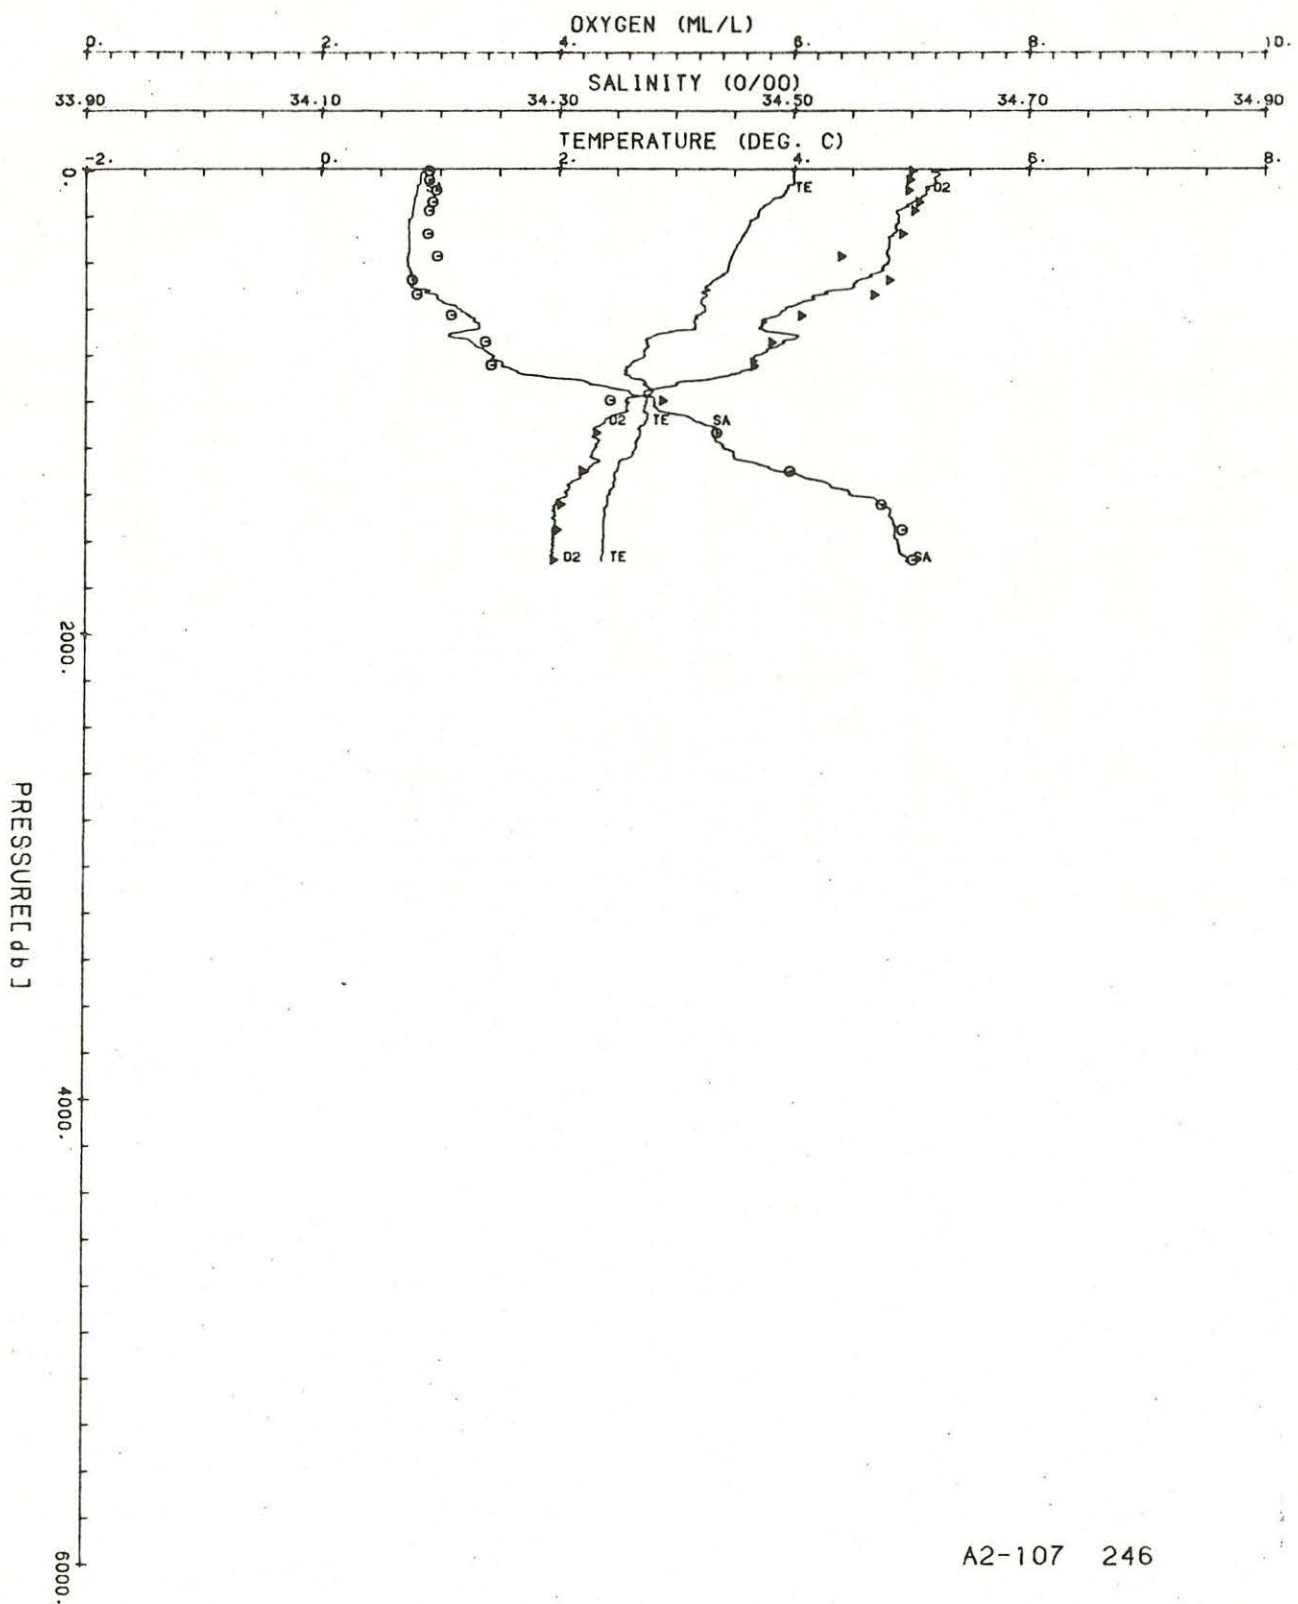 OXYGEN (ML/L)
0. 2. 4. 6. 8. 10.
SALINITY (0/00)
33.90 34.10 34.30 34.50 34.70 34.90
TEMPERATURE (DEG. C)
-2. 0. 2. 4. 6. 8.
0.
TE O2
O2 TE SA
O2 TE SA
2000.
PRESSURE[db]
4000.
6000.
A2-107 246